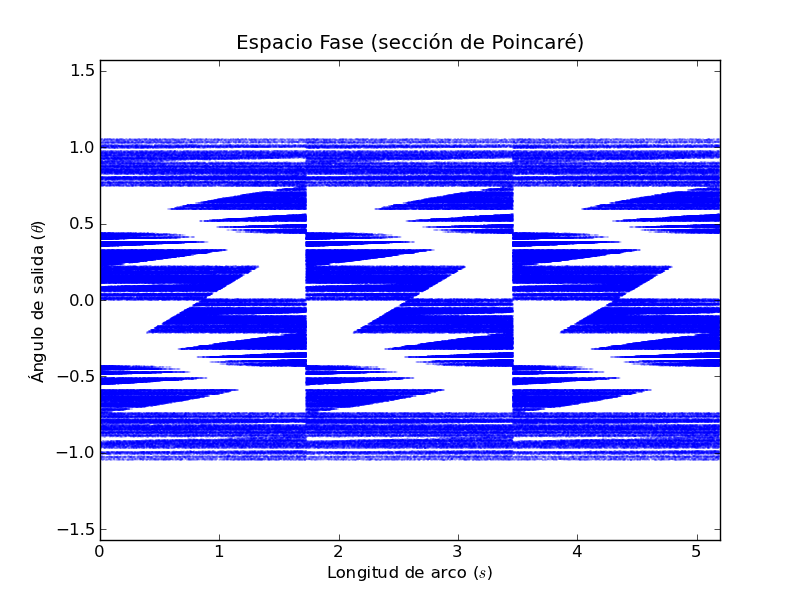 Espacio Fase (sección de Poincaré)
1.5
1.0
0.5
0.0
−0.5
−1.0
−1.5
Ángulo de salida (θ)
0 1 2 3 4 5
Longitud de arco (s)